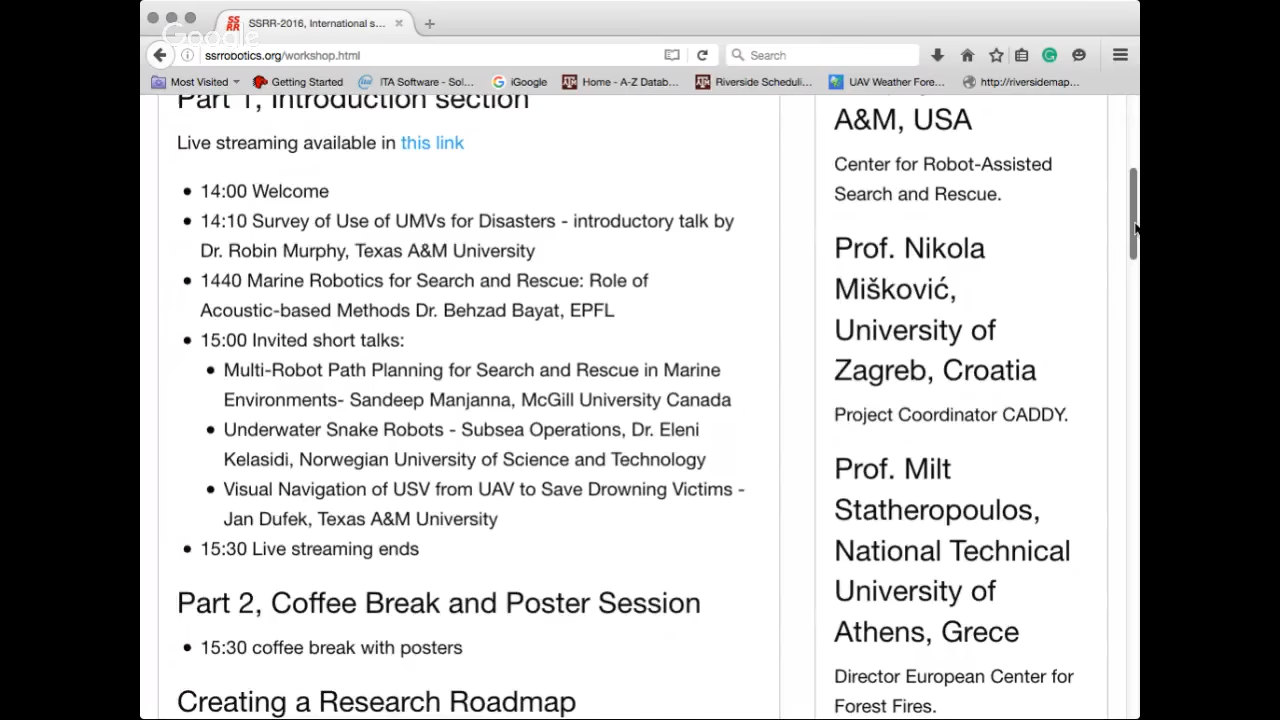 SSRR-2016, International s...
Google
ssrrobotics.org/workshop.html
Search
Most Visited
Getting Started
ITA Software - Sol...
iGoogle
Home - A-Z Datab...
Riverside Scheduli...
UAV Weather Fore...
http://riversidemap...
Part 1, Introduction section
Live streaming available in this link
14:00 Welcome
14:10 Survey of Use of UMVs for Disasters - introductory talk by
Dr. Robin Murphy, Texas A&M University
1440 Marine Robotics for Search and Rescue: Role of
Acoustic-based Methods Dr. Behzad Bayat, EPFL
15:00 Invited short talks:
Multi-Robot Path Planning for Search and Rescue in Marine
Environments- Sandeep Manjanna, McGill University Canada
Underwater Snake Robots - Subsea Operations, Dr. Eleni
Kelasidi, Norwegian University of Science and Technology
Visual Navigation of USV from UAV to Save Drowning Victims -
Jan Dufek, Texas A&M University
15:30 Live streaming ends
Part 2, Coffee Break and Poster Session
15:30 coffee break with posters
Creating a Research Roadmap
A&M, USA
Center for Robot-Assisted
Search and Rescue.
Prof. Nikola
Mišković,
University of
Zagreb, Croatia
Project Coordinator CADDY.
Prof. Milt
Statheropoulos,
National Technical
University of
Athens, Grece
Director European Center for
Forest Fires.